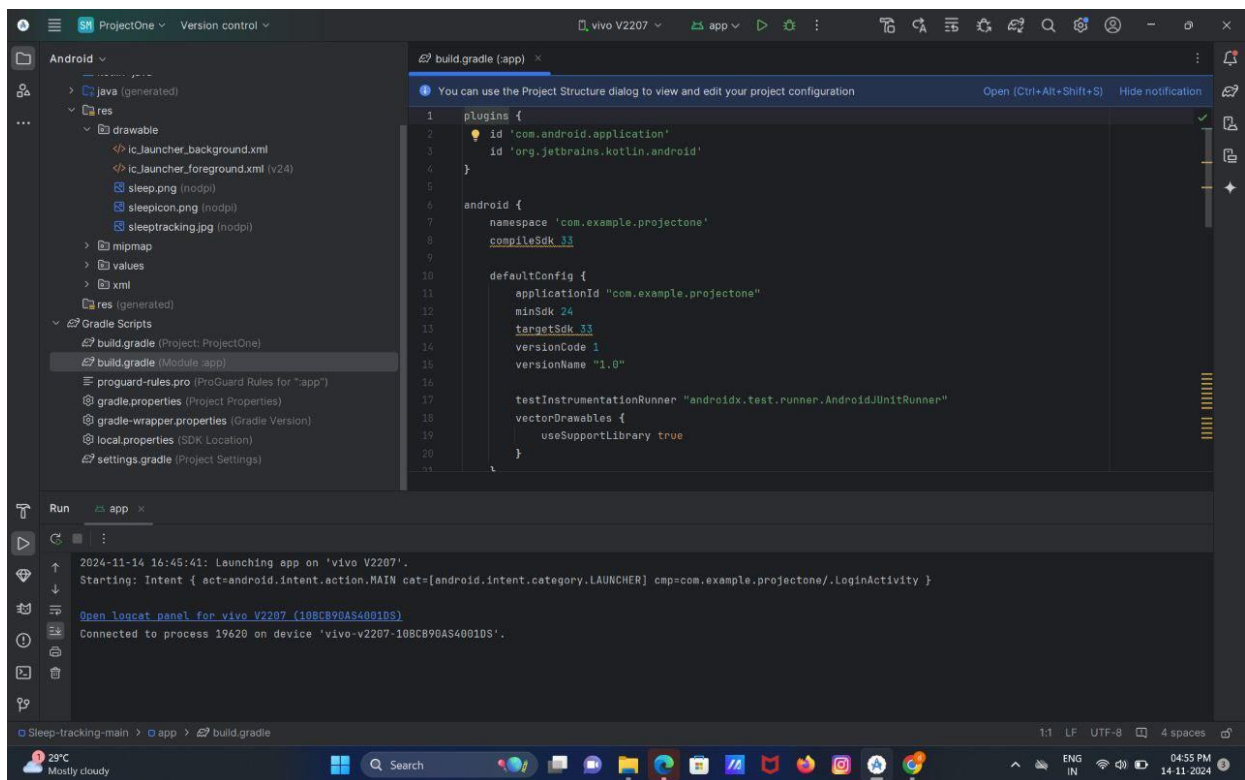 SM ProjectOne Version control
vivo V2207 app
Android
build.gradle (:app)
java (generated)
res
drawable
ic_launcher_background.xml
ic_launcher_foreground.xml (v24)
sleep.png (nodpi)
sleepicon.png (nodpi)
sleeptracking.jpg (nodpi)
mipmap
values
xml
res (generated)
Gradle Scripts
build.gradle (Project: ProjectOne)
build.gradle (Module :app)
proguard-rules.pro (ProGuard Rules for ":app")
gradle.properties (Project Properties)
gradle-wrapper.properties (Gradle Version)
local.properties (SDK Location)
settings.gradle (Project Settings)
You can use the Project Structure dialog to view and edit your project configuration Open (Ctrl+Alt+Shift+S) Hide notification
1 plugins {
2 id 'com.android.application'
3 id 'org.jetbrains.kotlin.android'
4 }
5
6 android {
7 namespace 'com.example.projectone'
8 compileSdk 33
9
10 defaultConfig {
11 applicationId "com.example.projectone"
12 minSdk 24
13 targetSdk 33
14 versionCode 1
15 versionName "1.0"
16
17 testInstrumentationRunner "androidx.test.runner.AndroidJUnitRunner"
18 vectorDrawables {
19 useSupportLibrary true
20 }
21 }
Run app
2024-11-14 16:45:41: Launching app on 'vivo V2207'.
Starting: Intent { act=android.intent.action.MAIN cat=[android.intent.category.LAUNCHER] cmp=com.example.projectone/.LoginActivity }
Open logcat panel for vivo V2207 (10BCB90AS4001DS)
Connected to process 19620 on device 'vivo-v2207-10BCB90AS4001DS'.
Sleep-tracking-main > app > build.gradle
1:1 LF UTF-8 4 spaces
1
29°C
Mostly cloudy
Search
ENG
IN
04:55 PM
14-11-2024
3